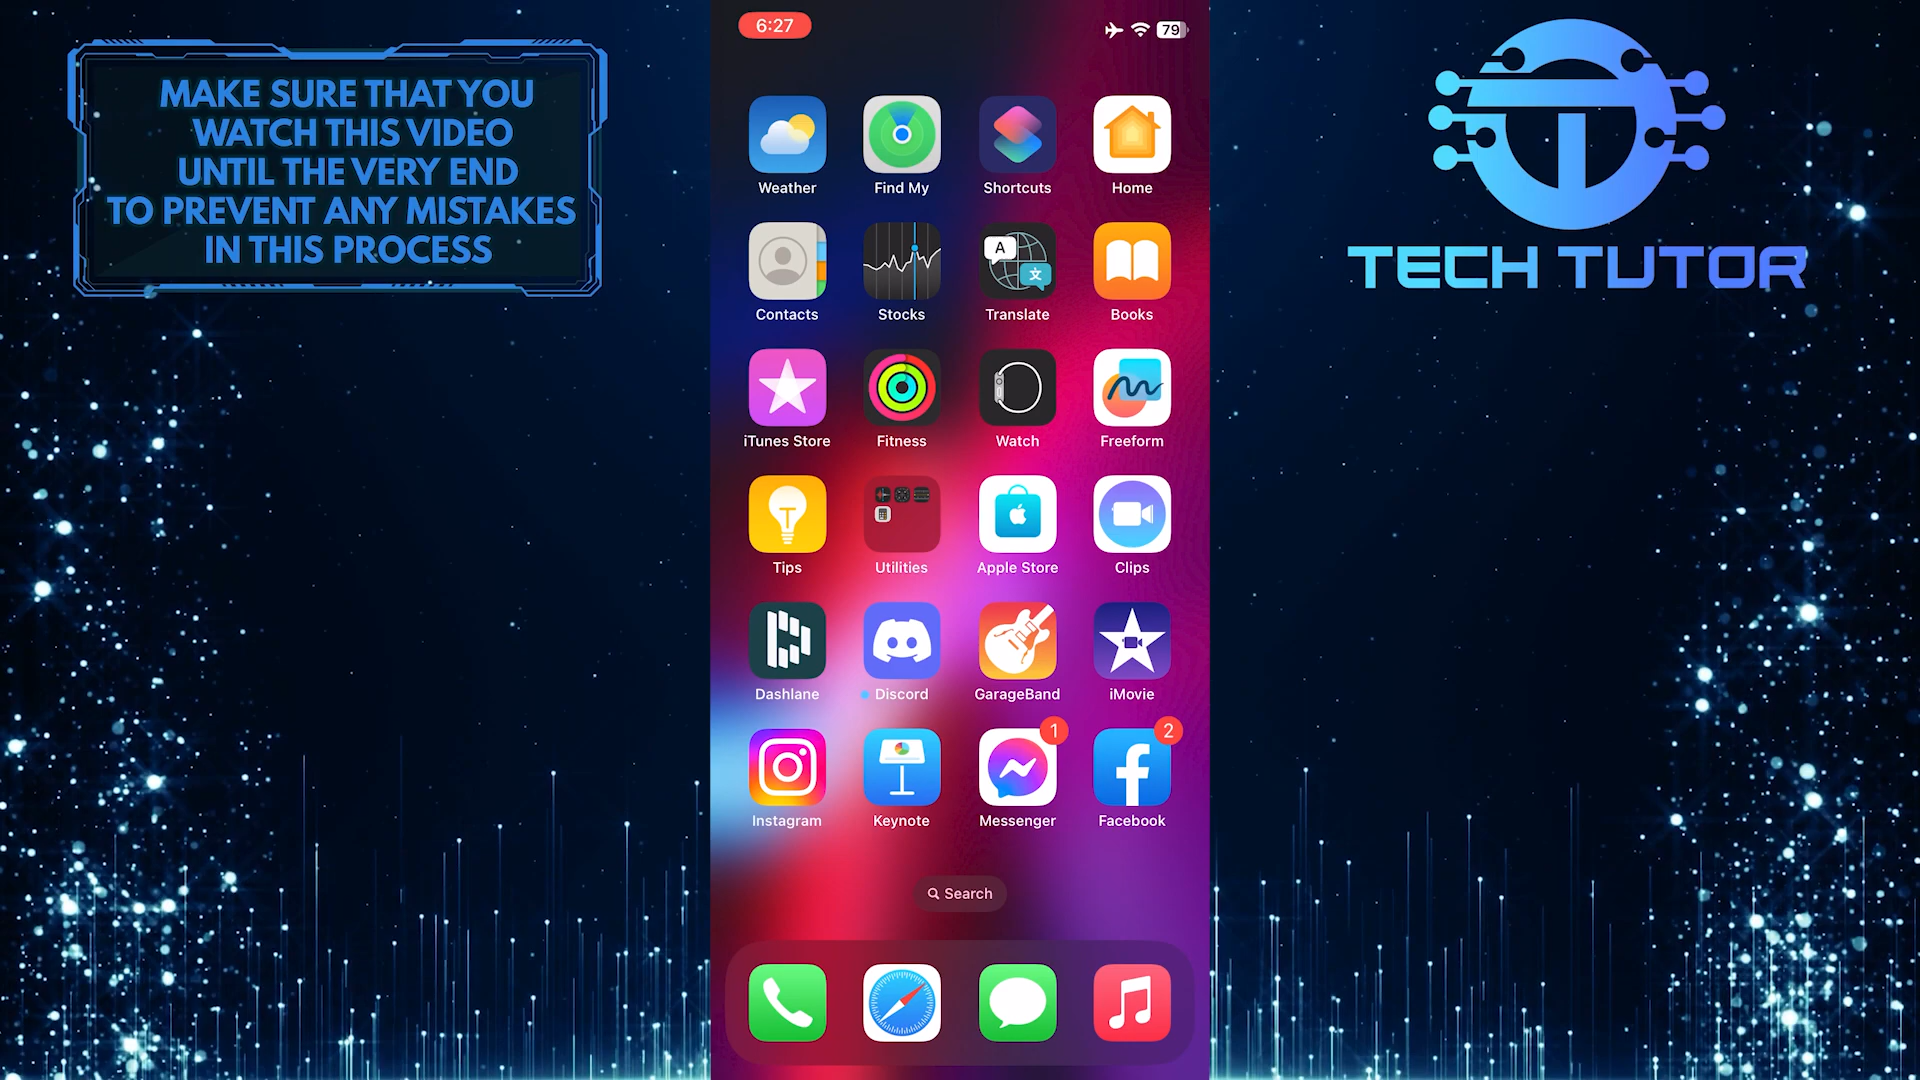 MAKE SURE THAT YOU
WATCH THIS VIDEO
UNTIL THE VERY END
TO PREVENT ANY MISTAKES
IN THIS PROCESS
6:27
79
TECH TUTOR
Weather
Find My
Shortcuts
Home
A
文
Contacts
Stocks
Translate
Books
iTunes Store
Fitness
Watch
Freeform
Tips
Utilities
Apple Store
Clips
Dashlane
Discord
GarageBand
iMovie
1
2
Instagram
Keynote
Messenger
Facebook
Search